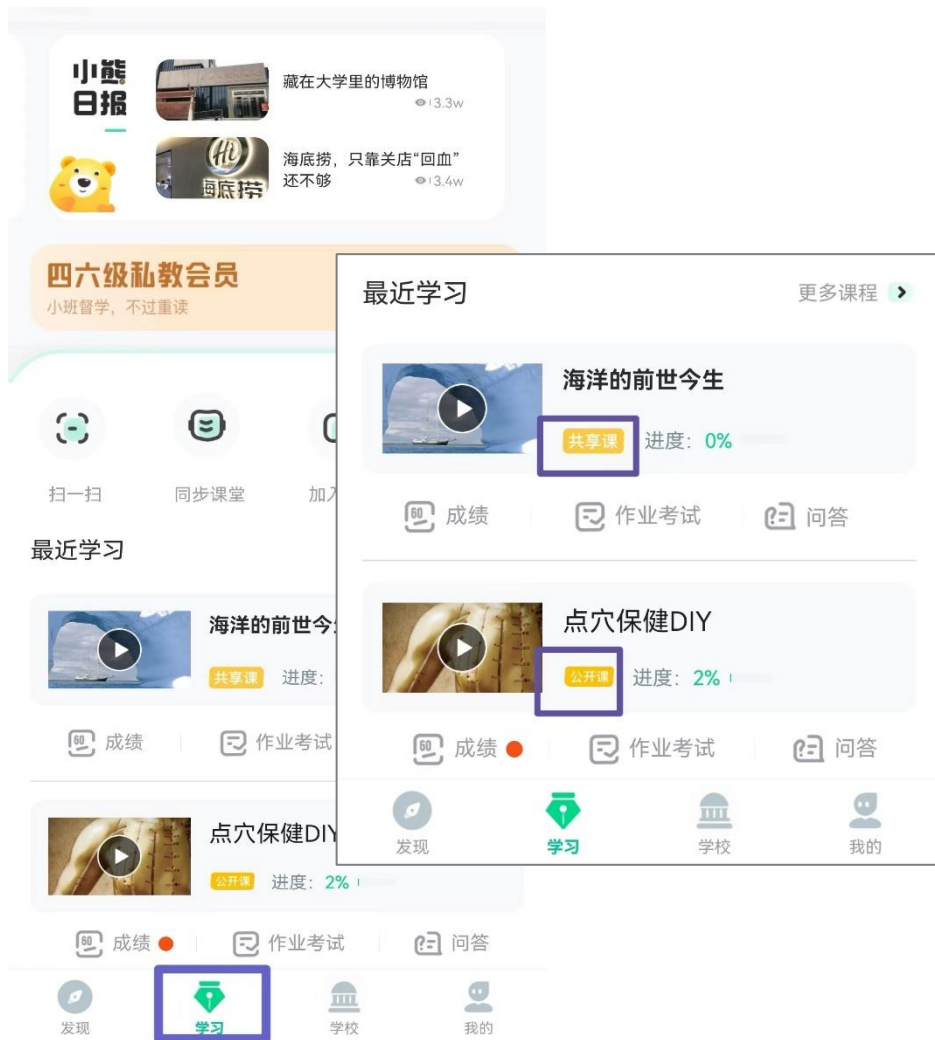 小熊
日报
藏在大学里的博物馆
3.3w
Hi
海底捞
海底捞，只靠关店“回血”
还不够
3.4w
四六级私教会员
小班督学，不过重读
扫一扫
同步课堂
加入
最近学习
海洋的前世今生
共享课 进度：
60 成绩
作业考试
点穴保健DIY
公开课 进度：2%
60 成绩
作业考试
问答
发现
学习
学校
我的
最近学习
更多课程
海洋的前世今生
共享课 进度：0%
60 成绩
作业考试
问答
点穴保健DIY
公开课 进度：2%
60 成绩
作业考试
问答
发现
学习
学校
我的